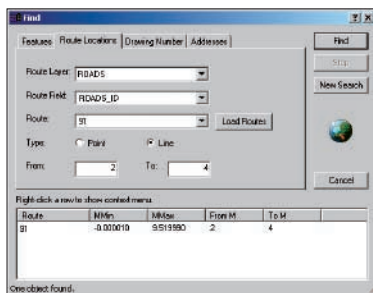 Find
Features Route Locations Drawing Number Addresses
Find
Stop
New Search
Cancel
Route Layer: ROADS
Route Field: ROADS_ID
Route: 91 Load Routes
Type: Point Line
From: 2 To: 4
Right-click a row to show context menu.
Route MMin MMax From M To M
91 -0.000010 9.519990 2 4
One object found.